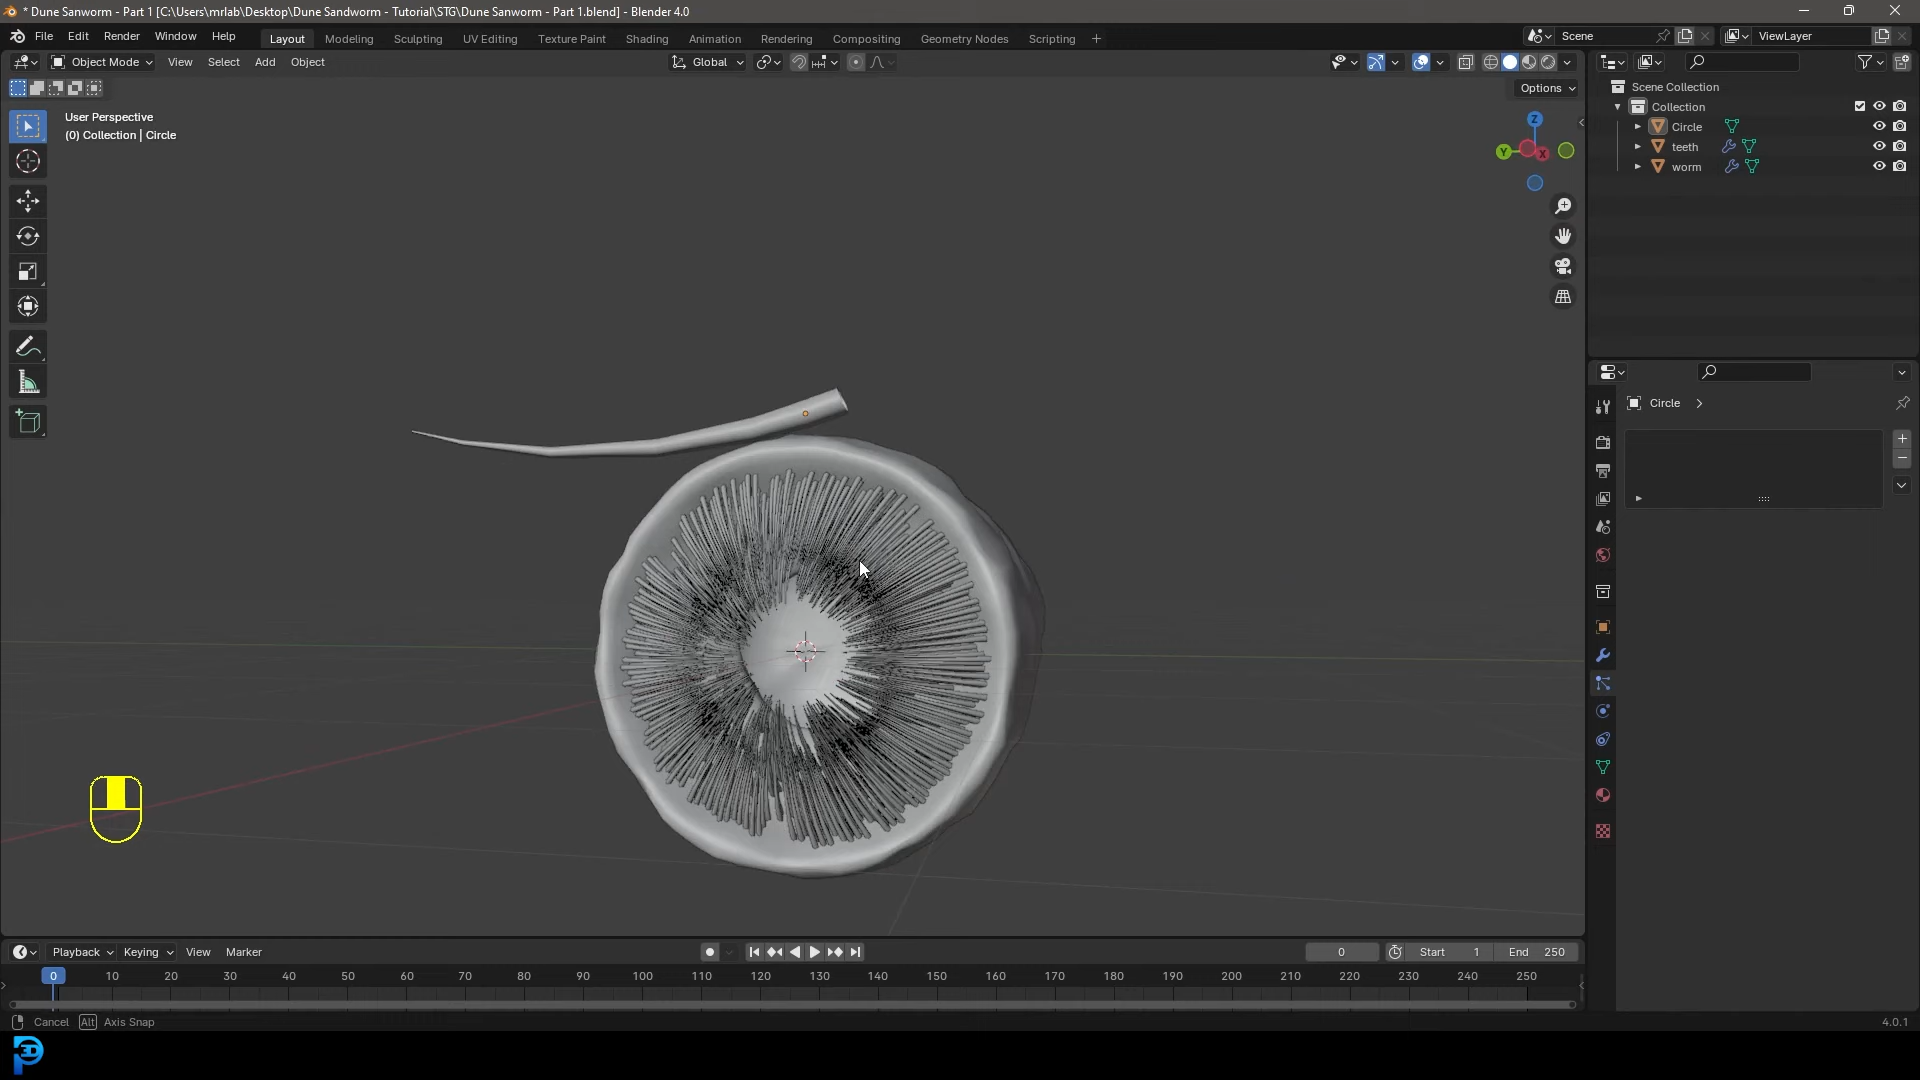 * Dune Sanworm - Part 1 [C:\Users\mrlab\Desktop\Dune Sandworm - Tutorial\STG\Dune Sanworm - Part 1.blend] - Blender 4.0
File Edit Render Window Help Layout Modeling Sculpting UV Editing Texture Paint Shading Animation Rendering Compositing Geometry Nodes Scripting + Scene ViewLayer
Object Mode View Select Add Object Global
Options
User Perspective
(0) Collection | Circle
Z
Y
X
Scene Collection
Collection
Circle
teeth
worm
Circle
Playback Keying View Marker 0 Start 1 End 250
0 10 20 30 40 50 60 70 80 90 100 110 120 130 140 150 160 170 180 190 200 210 220 230 240 250
Cancel Alt Axis Snap 4.0.1
P3D